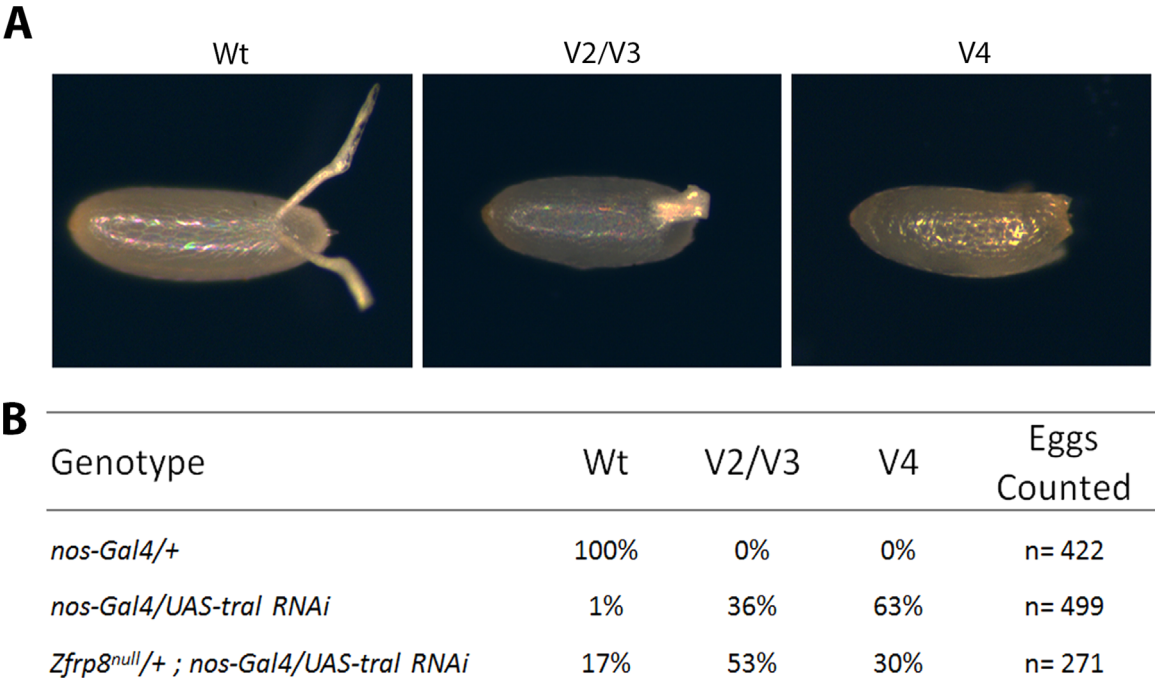 A
Wt V2/V3 V4
B
Genotype Wt V2/V3 V4 Eggs Counted
nos-Gal4/+ 100% 0% 0% n= 422
nos-Gal4/UAS-tral RNAi 1% 36% 63% n= 499
Zfrp8null/+ ; nos-Gal4/UAS-tral RNAi 17% 53% 30% n= 271